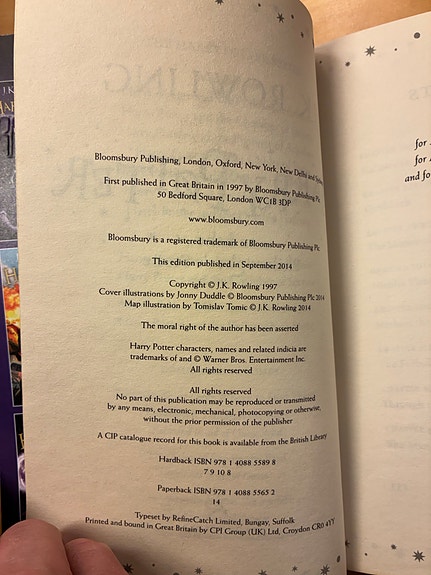 Bloomsbury Publishing, London, Oxford, New York, New Delhi and
First published in Great Britain in 1997 by Bloomsbury Publishing Plc
50 Bedford Square, London WC1B 3DP
www.bloomsbury.com
Bloomsbury is a registered trademark of Bloomsbury Publishing Plc
This edition published in September 2014
Copyright © J.K. Rowling 1997
Cover illustrations by Jonny Duddle © Bloomsbury Publishing Plc 2014
Map illustration by Tomislav Tomic © J.K. Rowling 2014
The moral right of the author has been asserted
Harry Potter characters, names and related indicia are
trademarks of and © Warner Bros. Entertainment Inc.
All rights reserved
All rights reserved
No part of this publication may be reproduced or transmitted
by any means, electronic, mechanical, photocopying or otherwise,
without the prior permission of the publisher
A CIP catalogue record for this book is available from the British Library
Hardback ISBN 978 1 4088 5589 8
7 9 10 8
Paperback ISBN 978 1 4088 5565 2
14
Typeset by RefineCatch Limited, Bungay, Suffolk
Printed and bound in Great Britain by CPI Group (UK) Ltd, Croydon CR0 4YY
for
for
and fo